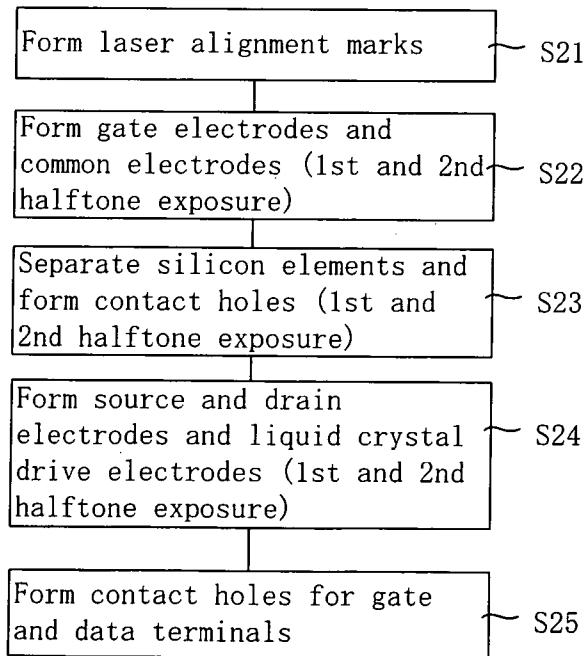 Form laser alignment marks
S21
Form gate electrodes and
common electrodes (1st and 2nd
halftone exposure)
S22
Separate silicon elements and
form contact holes (1st and
2nd halftone exposure)
S23
Form source and drain
electrodes and liquid crystal
drive electrodes (1st and 2nd
halftone exposure)
S24
Form contact holes for gate
and data terminals
S25